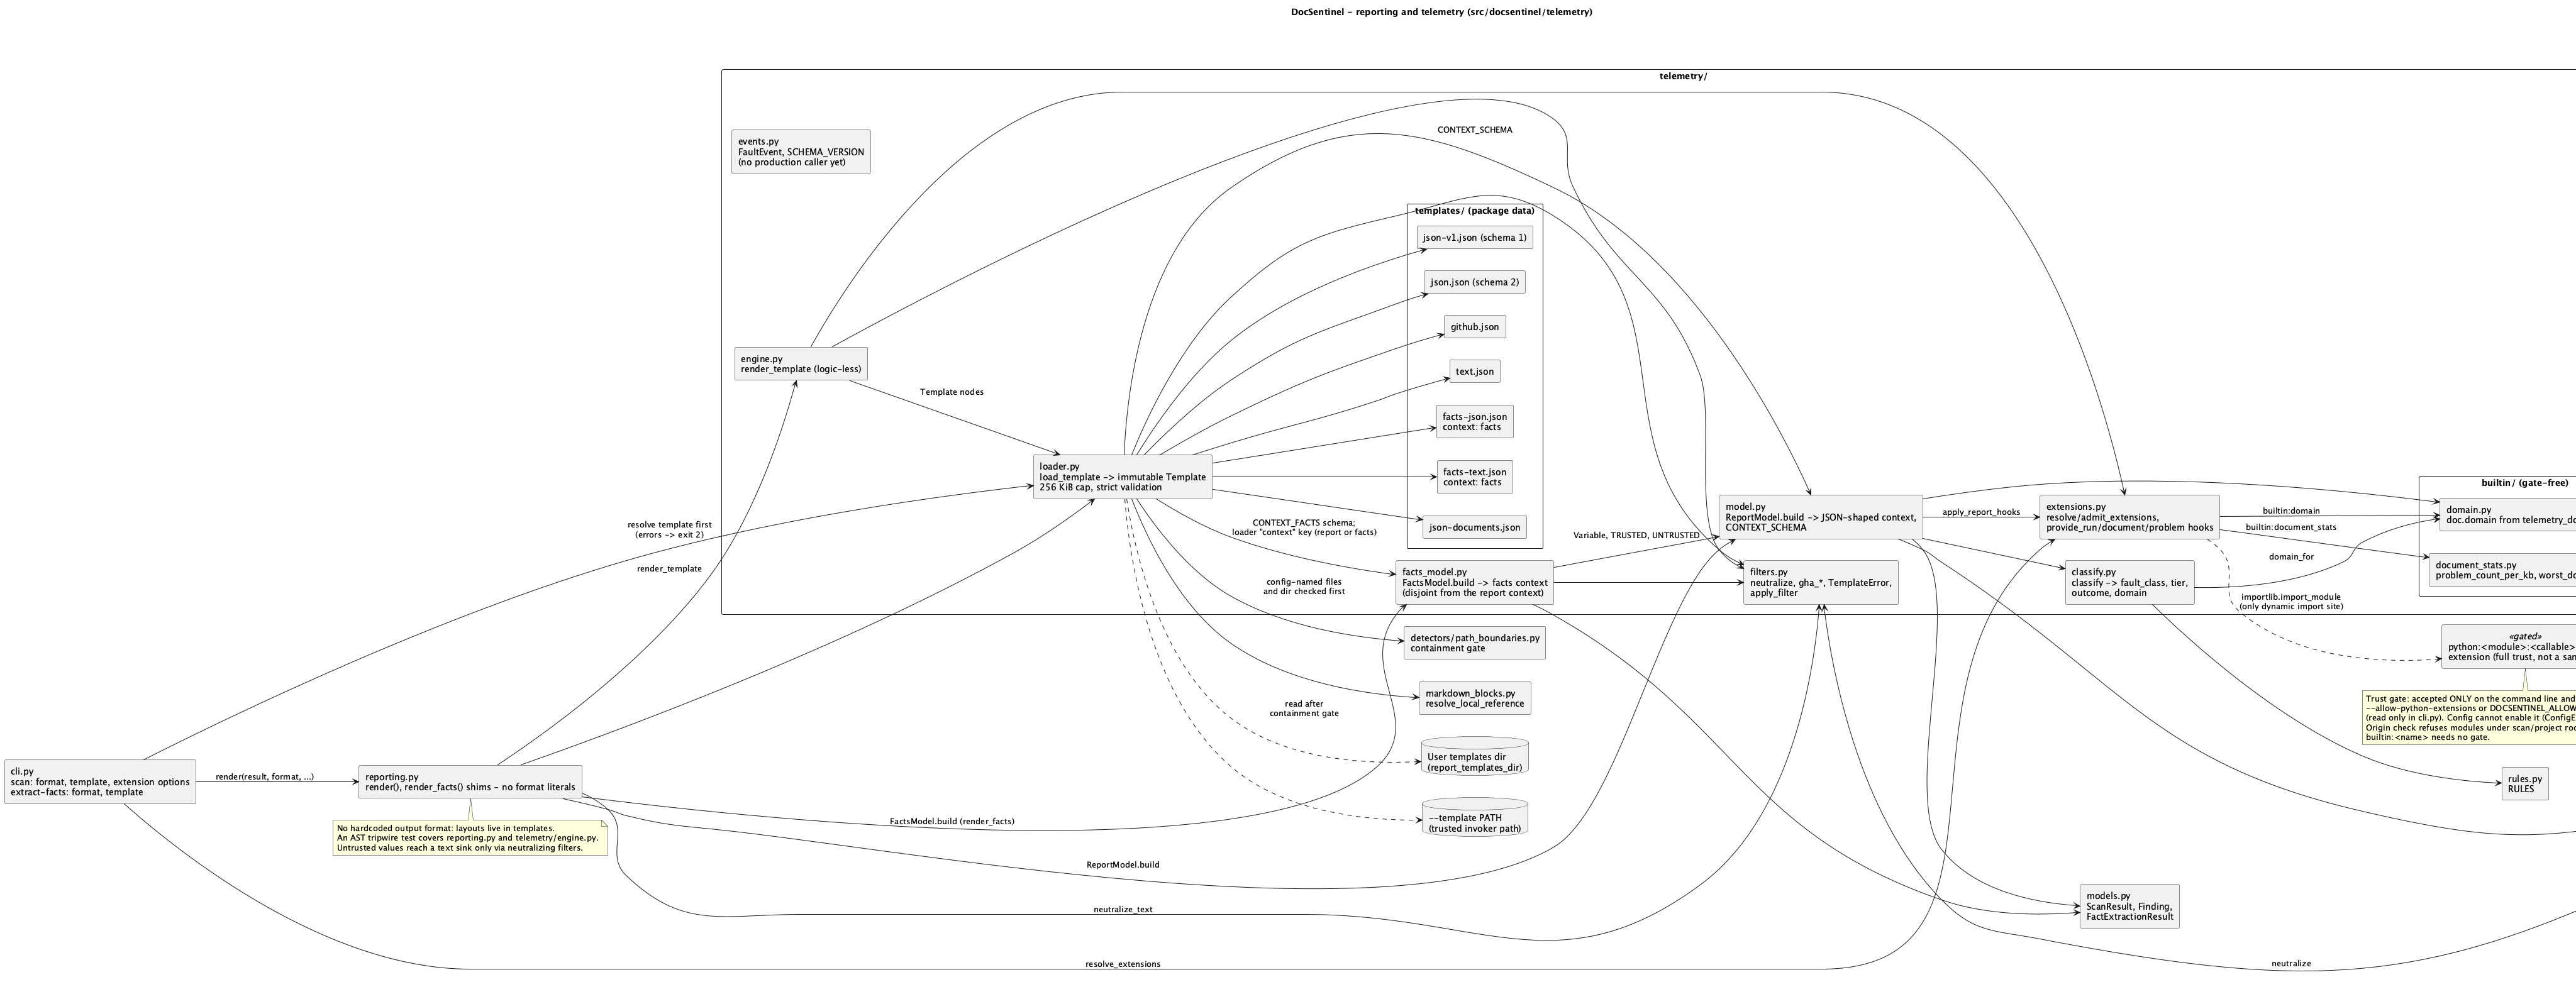 DocSentinel - reporting and telemetry (src/docsentinel/telemetry)
telemetry/
events.py
FaultEvent, SCHEMA_VERSION
(no production caller yet)
CONTEXT_SCHEMA
templates/ (package data)
json-v1.json (schema 1)
json.json (schema 2)
github.json
text.json
facts-json.json
context: facts
facts-text.json
context: facts
json-documents.json
engine.py
render_template (logic-less)
Template nodes
loader.py
load_template -> immutable Template
256 KiB cap, strict validation
resolve template first
(errors -> exit 2)
render_template
CONTEXT_FACTS schema;
loader "context" key (report or facts)
config-named files
and dir checked first
Variable, TRUSTED, UNTRUSTED
facts_model.py
FactsModel.build -> facts context
(disjoint from the report context)
model.py
ReportModel.build -> JSON-shaped context,
CONTEXT_SCHEMA
filters.py
neutralize, gha_*, TemplateError,
apply_filter
apply_report_hooks
extensions.py
resolve/admit_extensions,
provide_run/document/problem hooks
classify.py
classify -> fault_class, tier,
outcome, domain
builtin:domain
builtin:document_stats
domain_for
importlib.import_module
(only dynamic import site)
builtin/ (gate-free)
domain.py
doc.domain from
document_stats.py
problem_count_per_kb,
«gated»
python:<module>:<callable>
extension (full trust, not a
Trust gate: accepted ONLY on the command line and
--allow-python-extensions or
(read only in cli.py). Config cannot enable it
Origin check refuses modules under scan/project
builtin:<name> needs no gate.
detectors/path_boundaries.py
containment gate
markdown_blocks.py
resolve_local_reference
read after
containment gate
User templates dir
(report_templates_dir)
--template PATH
(trusted invoker path)
rules.py
RULES
cli.py
scan: format, template, extension options
extract-facts: format, template
render(result, format, ...)
reporting.py
render(), render_facts() shims - no format literals
No hardcoded output format: layouts live in templates.
An AST tripwire test covers reporting.py and telemetry/engine.py.
Untrusted values reach a text sink only via neutralizing filters.
FactsModel.build (render_facts)
ReportModel.build
neutralize_text
models.py
ScanResult, Finding,
FactExtractionResult
resolve_extensions
neutralize